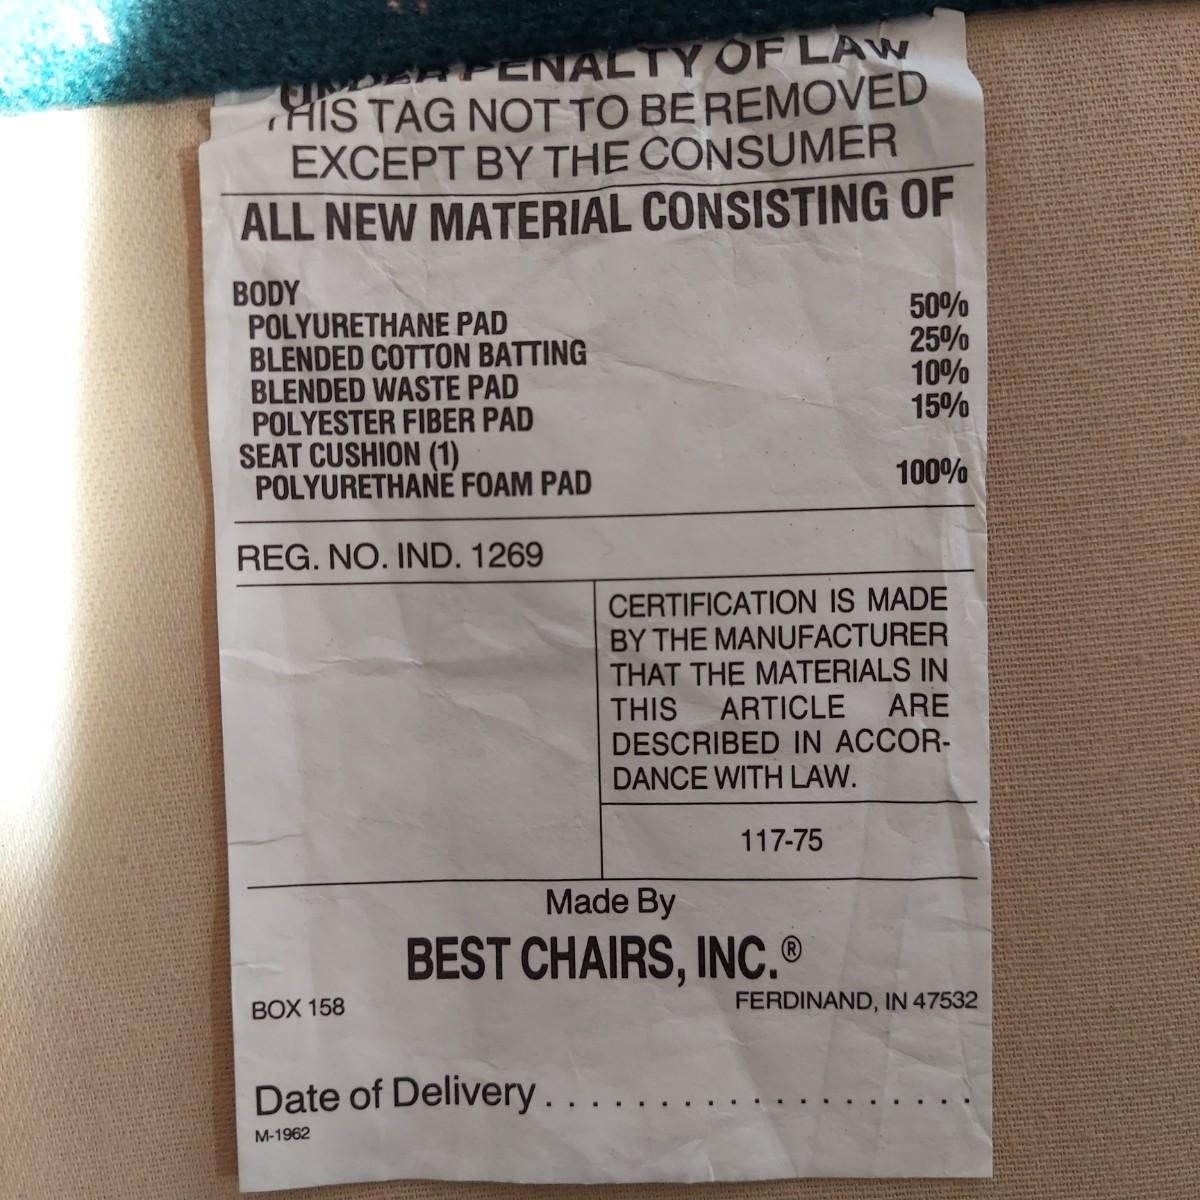 UNDER PENALTY OF LAW
THIS TAG NOT TO BE REMOVED
EXCEPT BY THE CONSUMER
ALL NEW MATERIAL CONSISTING OF
BODY
POLYURETHANE PAD 50%
BLENDED COTTON BATTING 25%
BLENDED WASTE PAD 10%
POLYESTER FIBER PAD 15%
SEAT CUSHION (1)
POLYURETHANE FOAM PAD 100%
REG. NO. IND. 1269
CERTIFICATION IS MADE
BY THE MANUFACTURER
THAT THE MATERIALS IN
THIS ARTICLE ARE
DESCRIBED IN ACCOR-
DANCE WITH LAW.
117-75
Made By
BEST CHAIRS, INC.®
BOX 158 FERDINAND, IN 47532
Date of Delivery . . . . . . . . . . . . . . . . . . .
M-1962